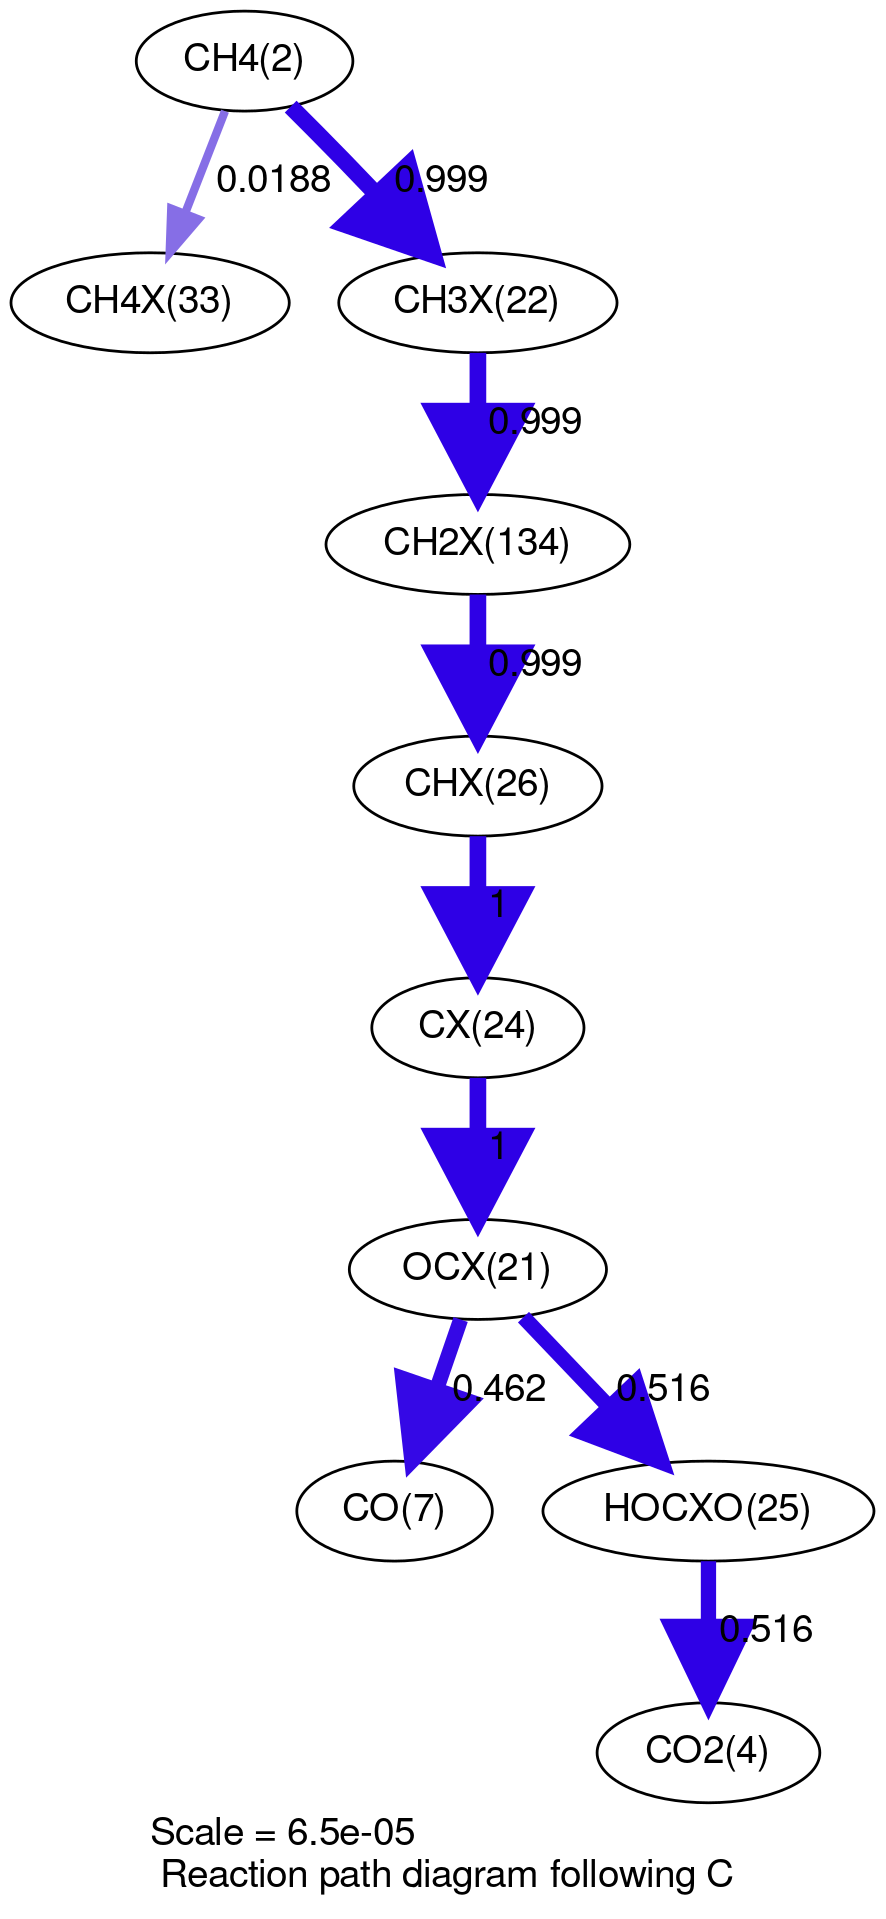 CH4(2)
0.0188
0.999
CH4X(33)
CH3X(22)
0.999
CH2X(134)
0.999
CHX(26)
1
CX(24)
1
OCX(21)
0.462
0.516
CO(7)
HOCXO(25)
0.516
CO2(4)
Scale = 6.5e-05
Reaction path diagram following C